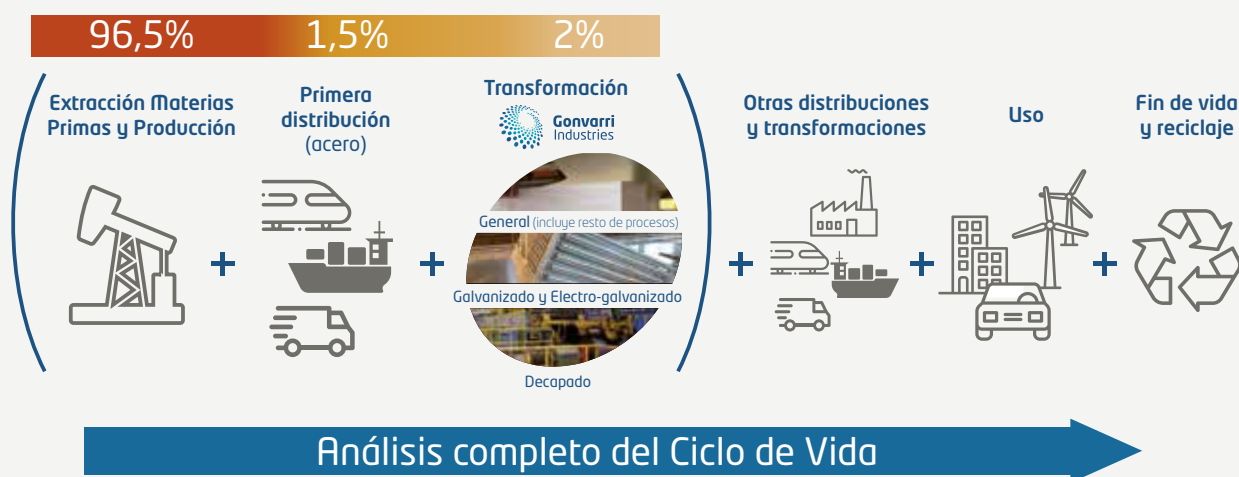 96,5%
1,5%
2%
Extracción Materias
Primas y Producción
Primera
distribución
(acero)
Transformación
Gonvarri
Industries
General (incluye resto de procesos)
Galvanizado y Electro-galvanizado
Decapado
Otras distribuciones
y transformaciones
Uso
Fin de vida
y reciclaje
+
+
+
+
+
Análisis completo del Ciclo de Vida